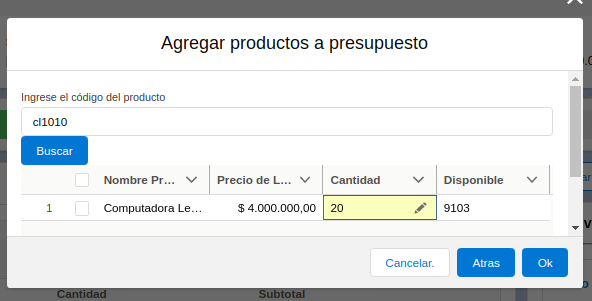 Agregar productos a presupuesto
Ingrese el código del producto
cl1010
Buscar
Nombre Pr... Precio de L... Cantidad Disponible
1 Computadora Le... $ 4.000.000,00 20 9103
Cancelar. Atras Ok
Cantidad Subtotal